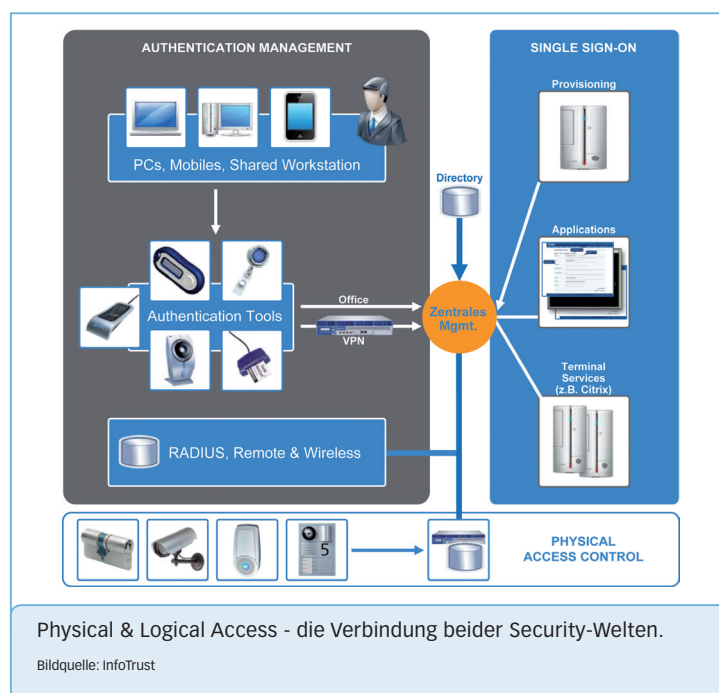 AUTHENTICATION MANAGEMENT
PCs, Mobiles, Shared Workstation
Authentication Tools
Office
VPN
RADIUS, Remote & Wireless
Directory
Zentrales
Mgmt.
SINGLE SIGN-ON
Provisioning
Applications
Terminal
Services
(z.B. Citrix)
5
PHYSICAL
ACCESS CONTROL
Physical & Logical Access - die Verbindung beider Security-Welten.
Bildquelle: InfoTrust